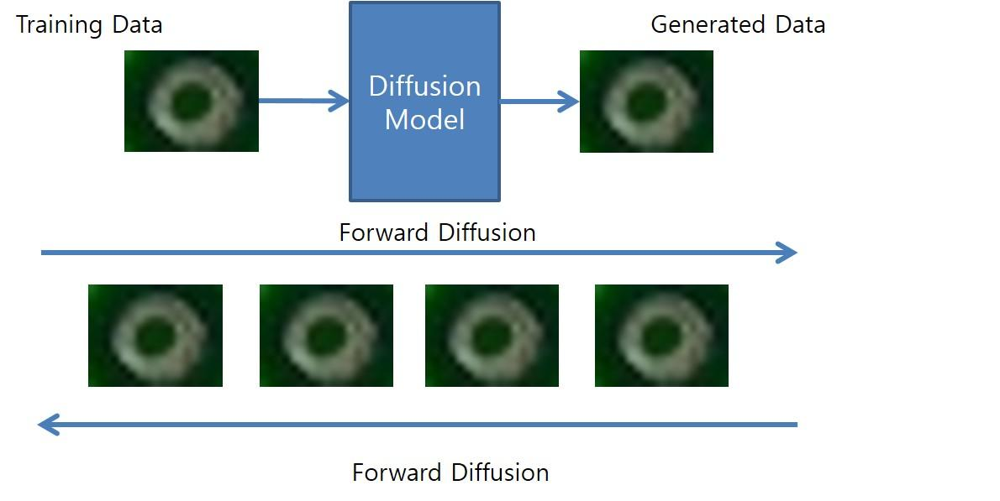 Training Data
Generated Data
Diffusion
Model
Forward Diffusion
Forward Diffusion